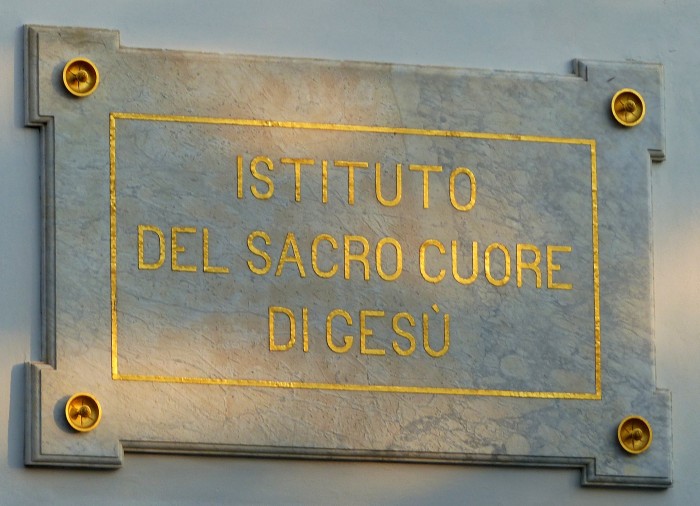 ISTITUTO
DEL SACRO CUORE
DI GESÙ